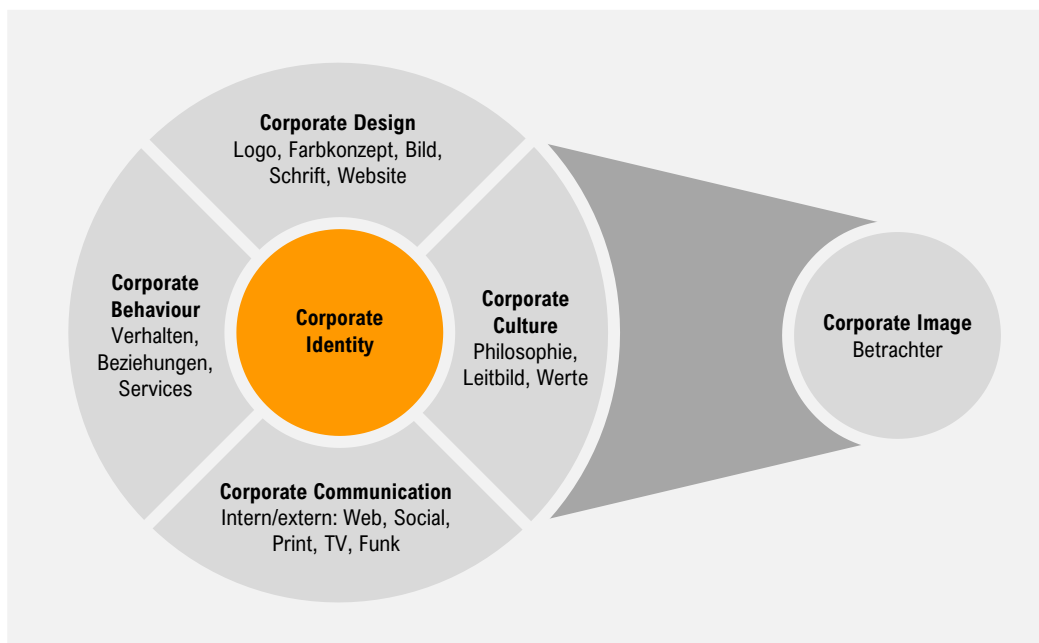 Corporate Design
Logo, Farbkonzept, Bild,
Schrift, Website
Corporate
Behaviour
Verhalten,
Beziehungen,
Services
Corporate
Identity
Corporate
Culture
Philosophie,
Leitbild, Werte
Corporate Image
Betrachter
Corporate Communication
Intern/extern: Web, Social,
Print, TV, Funk